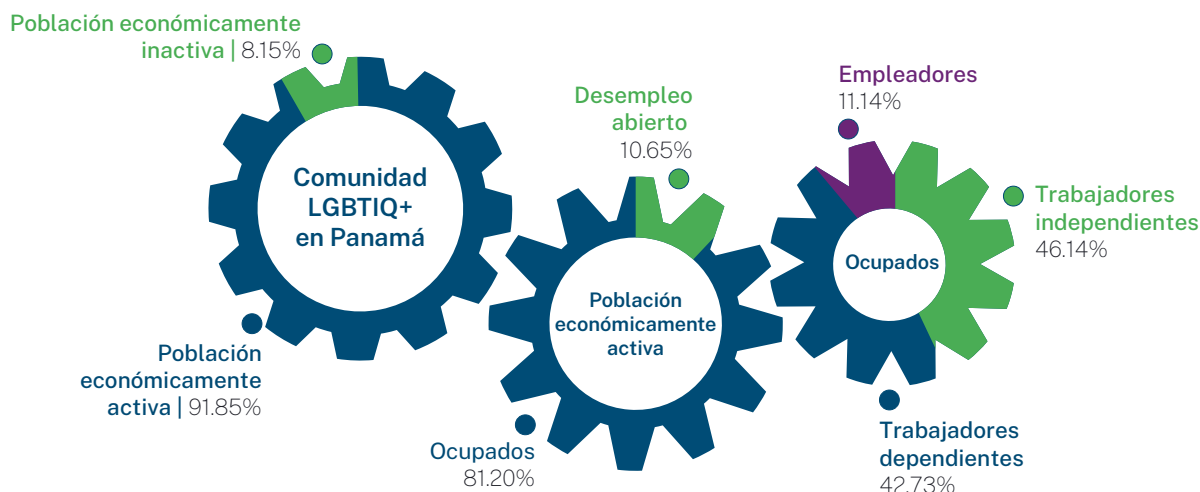 Población económicamente
inactiva | 8.15%
Comunidad
LGBTIQ+
en Panamá
Población
económicamente
activa | 91.85%
Desempleo
abierto
10.65%
Población
económicamente
activa
Ocupados
81.20%
Empleadores
11.14%
Trabajadores
independientes
46.14%
Ocupados
Trabajadores
dependientes
42.73%